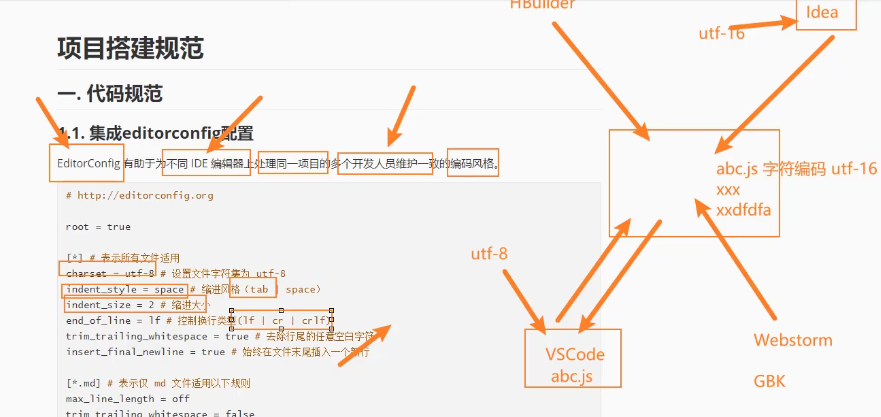 项目搭建规范
一. 代码规范
1.1. 集成editorconfig配置
EditorConfig 有助于为不同 IDE 编辑器上处理同一项目的多个开发人员维护一致的编码风格。
# http://editorconfig.org
root = true
[*] # 表示所有文件适用
charset = utf-8 # 设置文件字符集为 utf-8
indent_style = space # 缩进风格（tab | space）
indent_size = 2 # 缩进大小
end_of_line = lf # 控制换行类型(lf | cr | crlf)
trim_trailing_whitespace = true # 去除行尾的任意空白字符
insert_final_newline = true # 始终在文件末尾插入一个新行
[*.md] # 表示仅 md 文件适用以下规则
max_line_length = off
trim_trailing_whitespace = false
HBuilder
Idea
utf-16
abc.js 字符编码 utf-16
xxx
xxdfdfa
utf-8
VSCode
abc.js
Webstorm
GBK